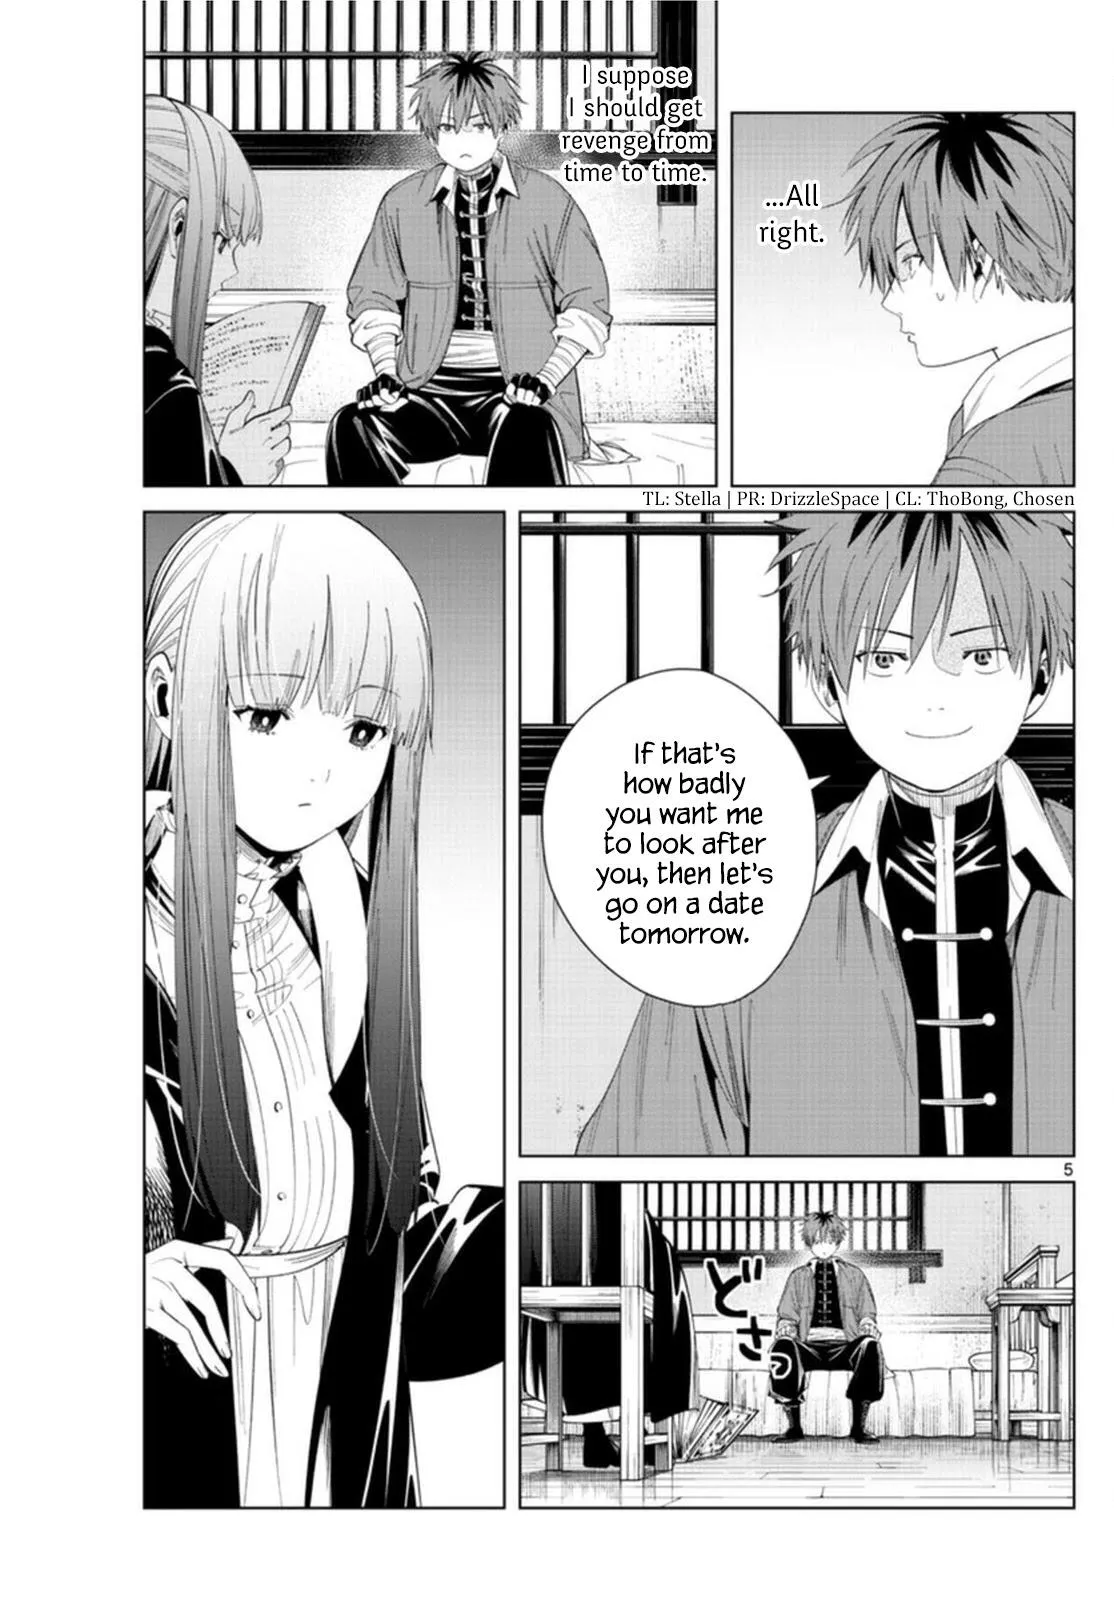 ...All
right.
I suppose
I should get
revenge from
time to time.
TL: Stella | PR: DrizzleSpace | CL: ThoBong, Chosen
If that's
how badly
you want me
to look after
you, then let's
go on a date
tomorrow.
5
どさっ